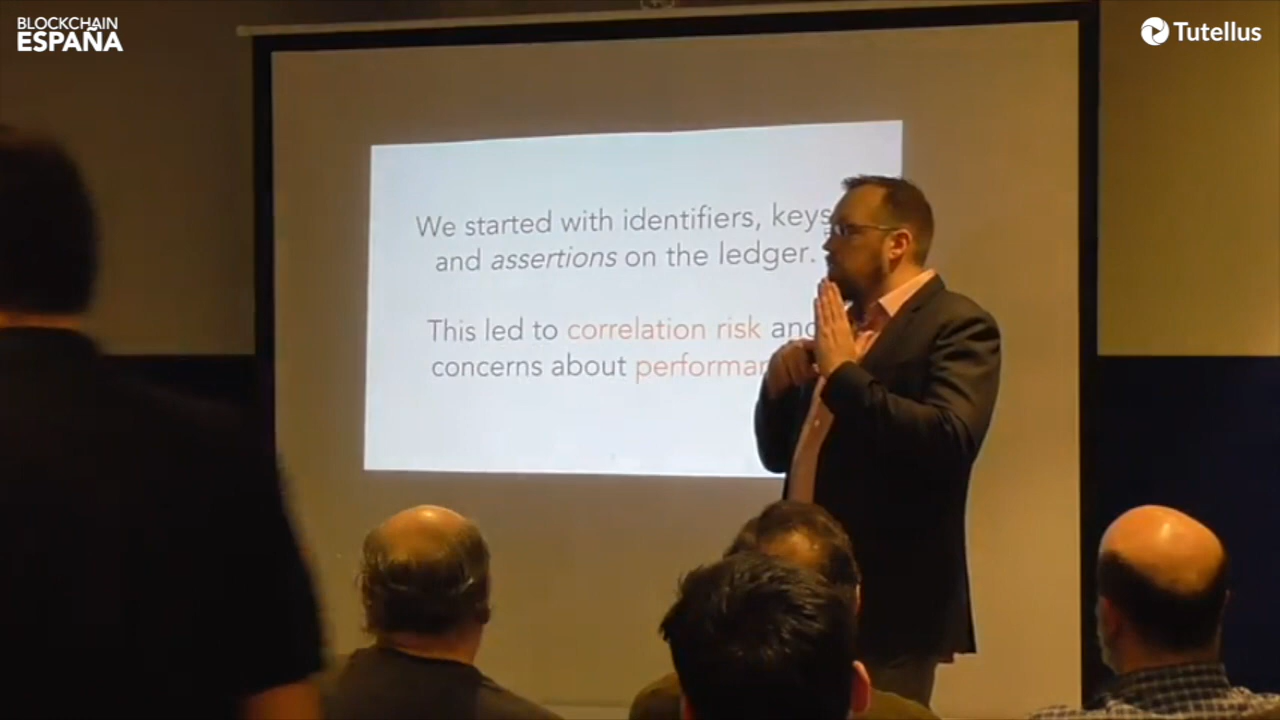 BLOCKCHAIN
ESPAÑA
Tutellus
We started with identifiers, keys
and assertions on the ledger.
This led to correlation risk and
concerns about